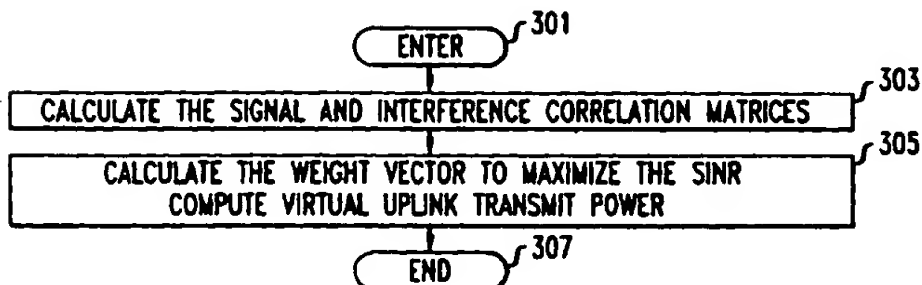 ENTER
301
CALCULATE THE SIGNAL AND INTERFERENCE CORRELATION MATRICES
303
CALCULATE THE WEIGHT VECTOR TO MAXIMIZE THE SINR
COMPUTE VIRTUAL UPLINK TRANSMIT POWER
305
END
307